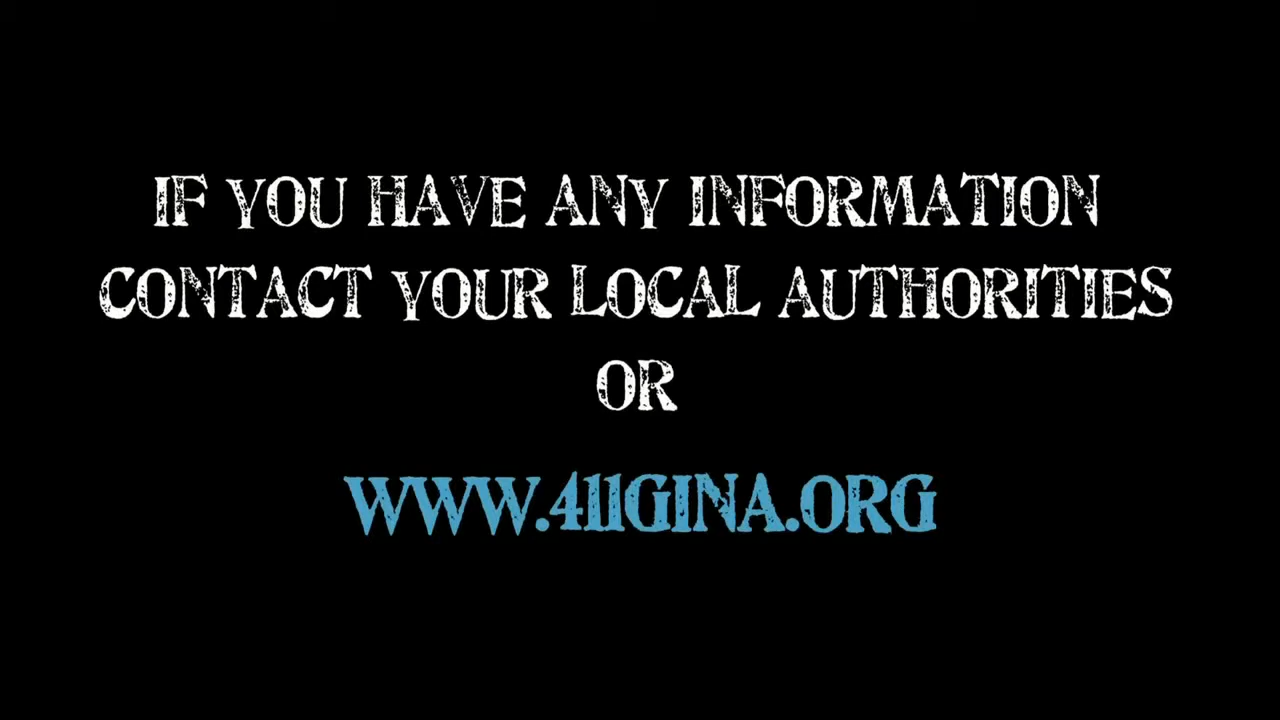 IF YOU HAVE ANY INFORMATION
CONTACT YOUR LOCAL AUTHORITIES
OR
WWW.411GINA.ORG